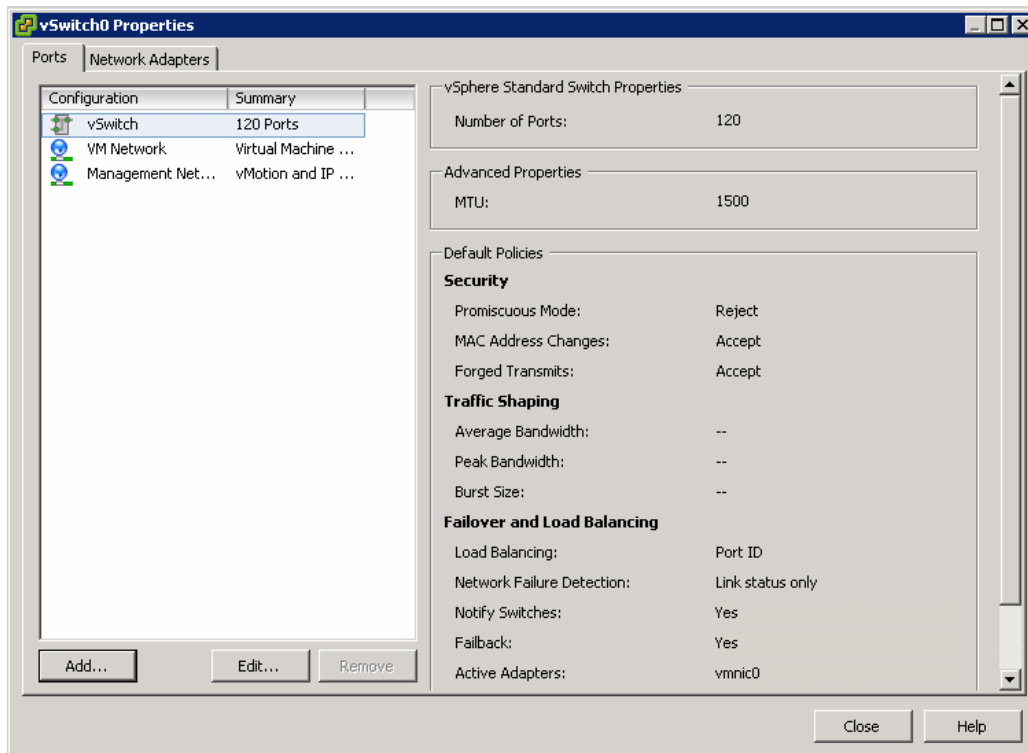 vSwitch0 Properties
Ports
Network Adapters
Configuration Summary
vSwitch 120 Ports
VM Network Virtual Machine ...
Management Net... vMotion and IP ...
Add...
Edit...
Remove
vSphere Standard Switch Properties
Number of Ports: 120
Advanced Properties
MTU: 1500
Default Policies
Security
Promiscuous Mode: Reject
MAC Address Changes: Accept
Forged Transmits: Accept
Traffic Shaping
Average Bandwidth: --
Peak Bandwidth: --
Burst Size: --
Failover and Load Balancing
Load Balancing: Port ID
Network Failure Detection: Link status only
Notify Switches: Yes
Failback: Yes
Active Adapters: vmnic0
Close
Help